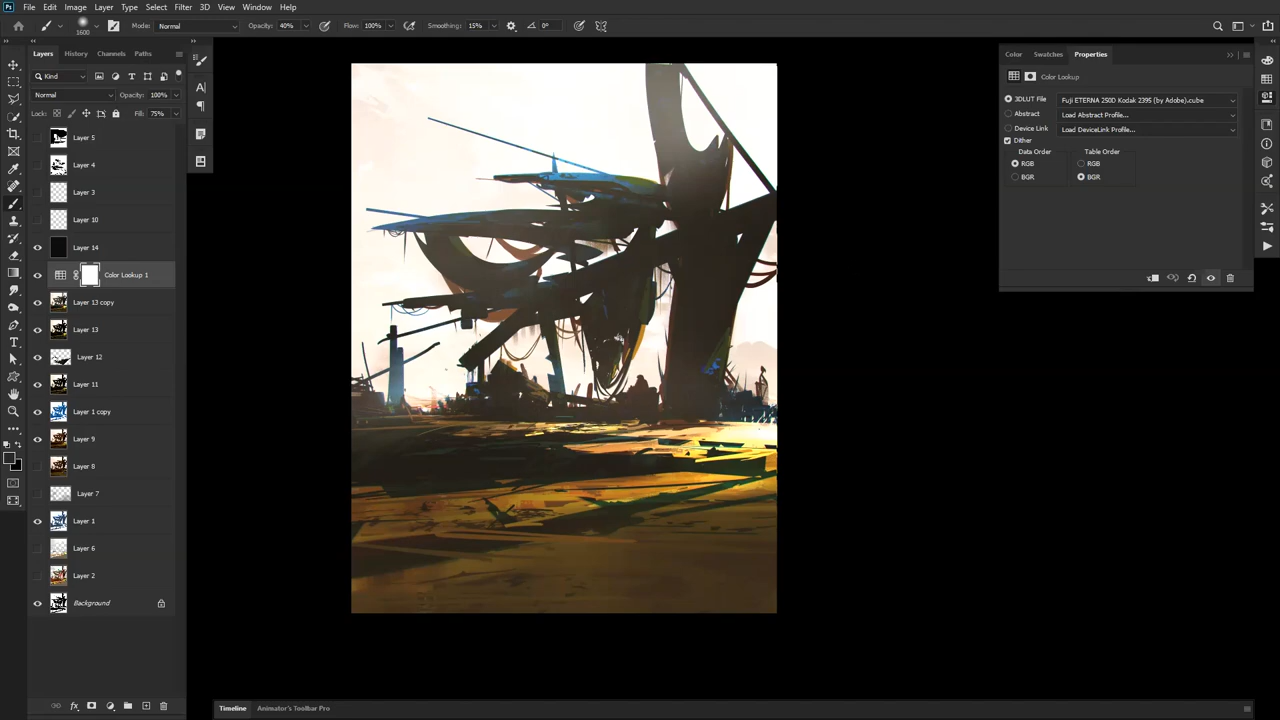 Ps File Edit Image Layer Type Select Filter 3D View Window Help
1600 Mode: Normal Opacity: 40% Flow: 100% Smoothing: 15% 0°
Layers History Channels Paths
Kind
Normal Opacity: 100%
Lock: Fill: 75%
Layer 5
Layer 4
Layer 3
Layer 10
Layer 14
Color Lookup 1
Layer 13 copy
Layer 13
Layer 12
Layer 11
Layer 1 copy
Layer 9
Layer 8
Layer 7
Layer 1
Layer 6
Layer 2
Background
fx
Color Swatches Properties
Color Lookup
3DLUT File Fuji ETERNA 250D Kodak 2395 (by Adobe).cube
Abstract Load Abstract Profile...
Device Link Load DeviceLink Profile...
Dither
Data Order Table Order
RGB RGB
BGR BGR
Timeline Animator's Toolbar Pro